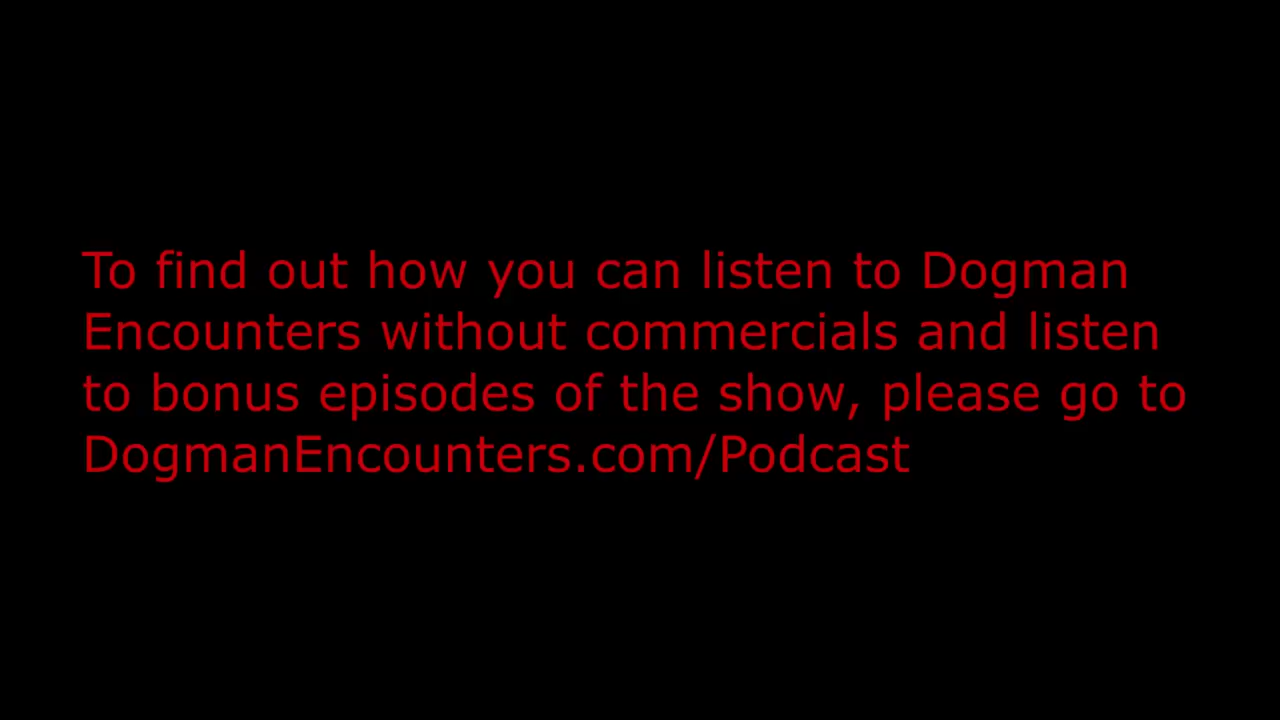 To find out how you can listen to Dogman
Encounters without commercials and listen
to bonus episodes of the show, please go to
DogmanEncounters.com/Podcast